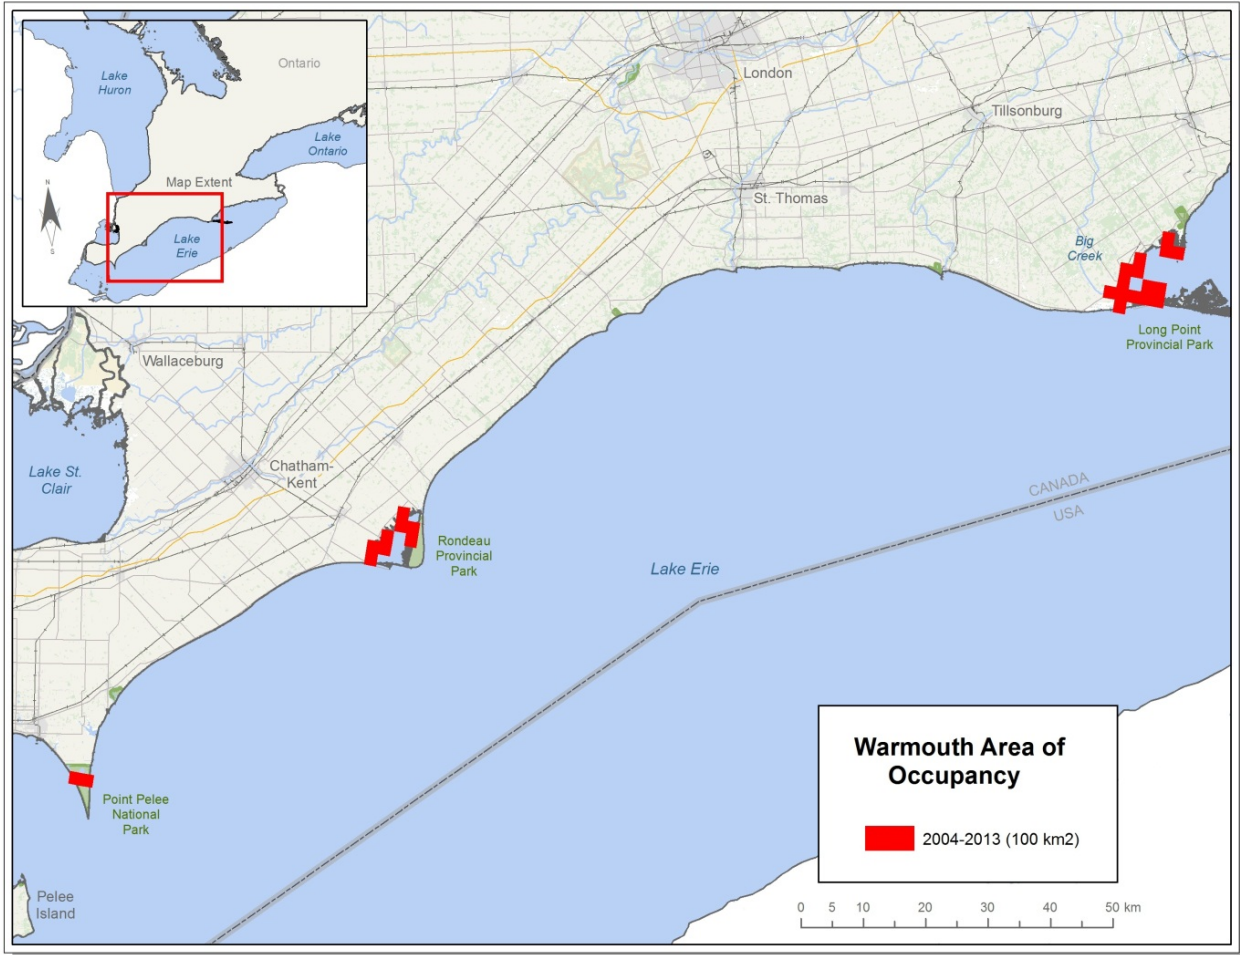 Lake
Huron
Ontario
Lake
Ontario
Map Extent
N
S
Lake
Erie
London
Tillsonburg
St. Thomas
Big
Creek
Long Point
Provincial Park
Wallaceburg
Lake St.
Clair
Chatham-
Kent
Rondeau
Provincial
Park
CANADA
USA
Lake Erie
Point Pelee
National
Park
Pelee
Island
Warmouth Area of
Occupancy
2004-2013 (100 km2)
0 5 10 20 30 40 50 km